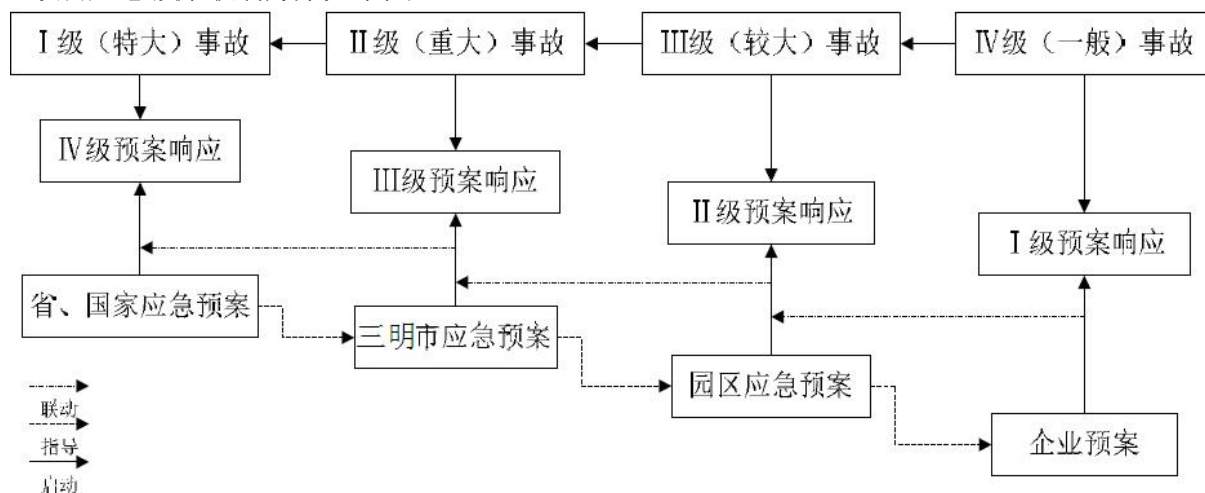 Ⅰ级（特大）事故
Ⅱ级（重大）事故
Ⅲ级（较大）事故
Ⅳ级（一般）事故
Ⅳ级预案响应
Ⅲ级预案响应
Ⅱ级预案响应
Ⅰ级预案响应
省、国家应急预案
三明市应急预案
园区应急预案
企业预案
联动
指导
启动